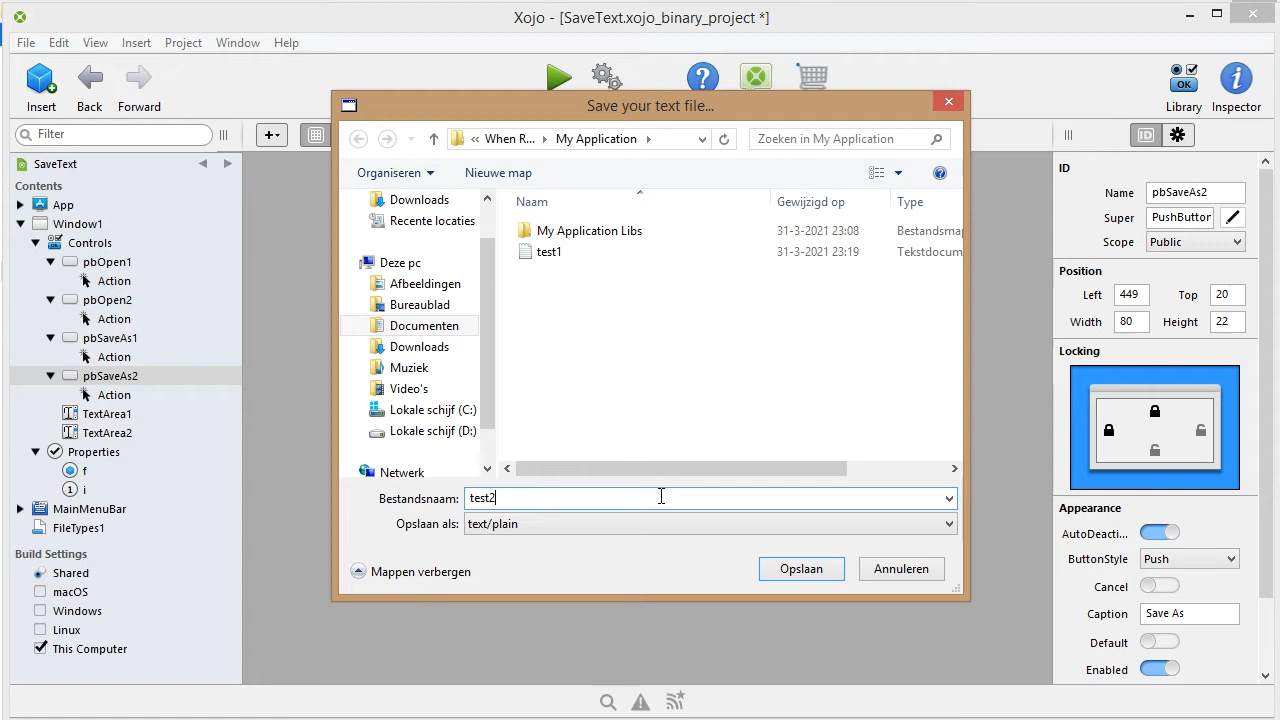 Xojo - [SaveText.xojo_binary_project *]
File Edit View Insert Project Window Help
Insert Back Forward Library Inspector
OK
Filter
SaveText
Contents
App
Window1
Controls
pbOpen1
Action
pbOpen2
Action
pbSaveAs1
Action
pbSaveAs2
Action
TextArea1
TextArea2
Properties
f
i
MainMenuBar
FileTypes1
Build Settings
Shared
macOS
Windows
Linux
This Computer
Save your text file...
« When R... My Application
Zoeken in My Application
Organiseren Nieuwe map
Downloads
Recente locaties
Deze pc
Afbeeldingen
Bureaublad
Documenten
Downloads
Muziek
Video's
Lokale schijf (C:)
Lokale schijf (D:)
Netwerk
Naam Gewijzigd op Type
My Application Libs 31-3-2021 23:08 Bestandsma
test1 31-3-2021 23:19 Tekstdocum
Bestandsnaam: test2
Opslaan als: text/plain
Mappen verbergen Opslaan Annuleren
ID
ID
Name pbSaveAs2
Super PushButtor
Scope Public
Position
Left 449 Top 20
Width 80 Height 22
Locking
Appearance
AutoDeacti...
ButtonStyle Push
Cancel
Caption Save As
Default
Enabled